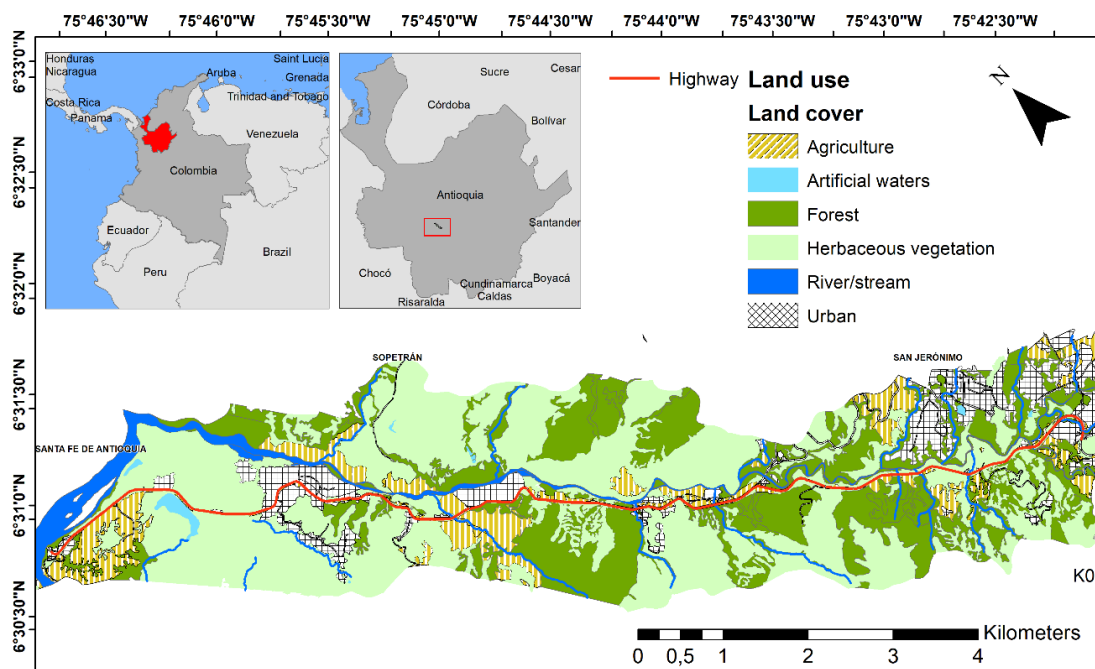 75°46'30"W 75°46'0"W 75°45'30"W 75°45'0"W 75°44'30"W 75°44'0"W 75°43'30"W 75°43'0"W 75°42'30"W
6°33'0"N
6°32'30"N
6°32'0"N
6°31'30"N
6°31'0"N
6°30'30"N
Honduras
Nicaragua
Costa Rica
Panama
Aruba
Saint Lucia
Grenada
Trinidad and Tobago
Venezuela
Colombia
Ecuador
Peru
Brazil
Sucre
Cesar
Córdoba
Bolívar
Antioquia
Santander
Chocó
Cundinamarca
Boyacá
Caldas
Risaralda
Highway
Land use
Land cover
Agriculture
Artificial waters
Forest
Herbaceous vegetation
River/stream
Urban
N
SANTA FE DE ANTIOQUIA
SOPETRÁN
SAN JERÓNIMO
K0
Kilometers
0 0,5 1 2 3 4